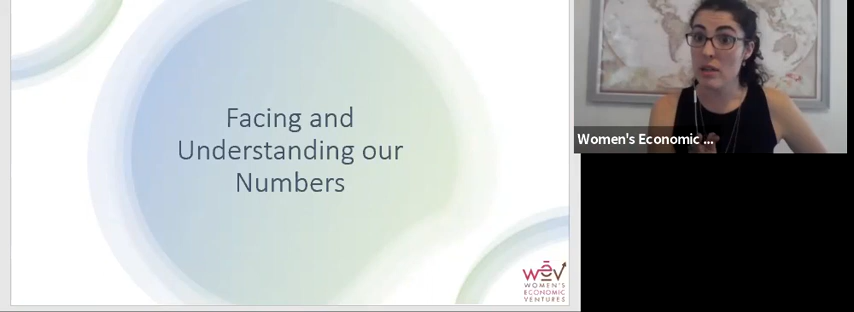 Facing and
Understanding our
Numbers
Women's Economic ...
wev
WOMEN'S
ECONOMIC
VENTURES